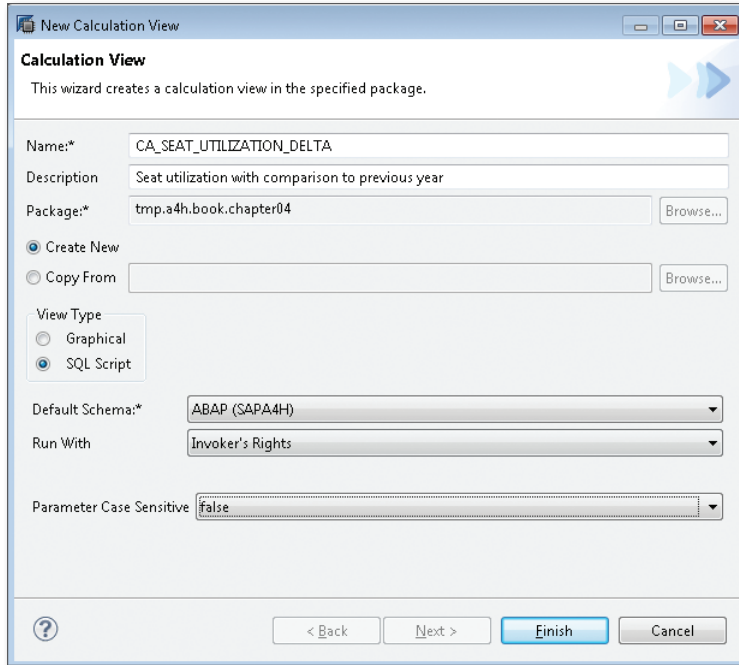 New Calculation View
Calculation View
This wizard creates a calculation view in the specified package.
Name:* CA_SEAT_UTILIZATION_DELTA
Description Seat utilization with comparison to previous year
Package:* tmp.a4h.book.chapter04 Browse...
Create New
Copy From Browse...
View Type
Graphical
SQL Script
Default Schema:* ABAP (SAPA4H)
Run With Invoker's Rights
Parameter Case Sensitive false
? < Back Next > Finish Cancel